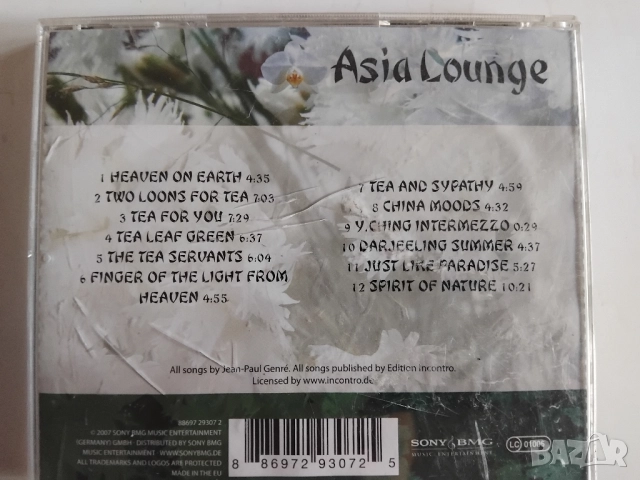 Asia Lounge
1 HEAVEN ON EARTH 4:35
2 TWO LOONS FOR TEA 7:03
3 TEA FOR YOU 7:29
4 TEA LEAF GREEN 6:37
5 THE TEA SERVANTS 6:04
6 FINGER OF THE LIGHT FROM
HEAVEN 4:55
7 TEA AND SYPATHY 4:59
8 CHINA MOODS 4:32
9 Y.CHING INTERMEZZO 0:29
10 DARJEELING SUMMER 4:37
11 JUST LIKE PARADISE 5:27
12 SPIRIT OF NATURE 10:21
All songs by Jean-Paul Genré. All songs published by Edition incontro.
Licensed by www.incontro.de.
88697 29307 2
© 2007 SONY BMG MUSIC ENTERTAINMENT
(GERMANY) GMBH · DISTRIBUTED BY SONY BMG
MUSIC ENTERTAINMENT · WWW.SONYBMG.DE
ALL TRADEMARKS AND LOGOS ARE PROTECTED
MADE IN THE EU
8 86972 93072 5
SONY BMG
MUSIC ENTERTAINMENT
LC 01006
BAZAR